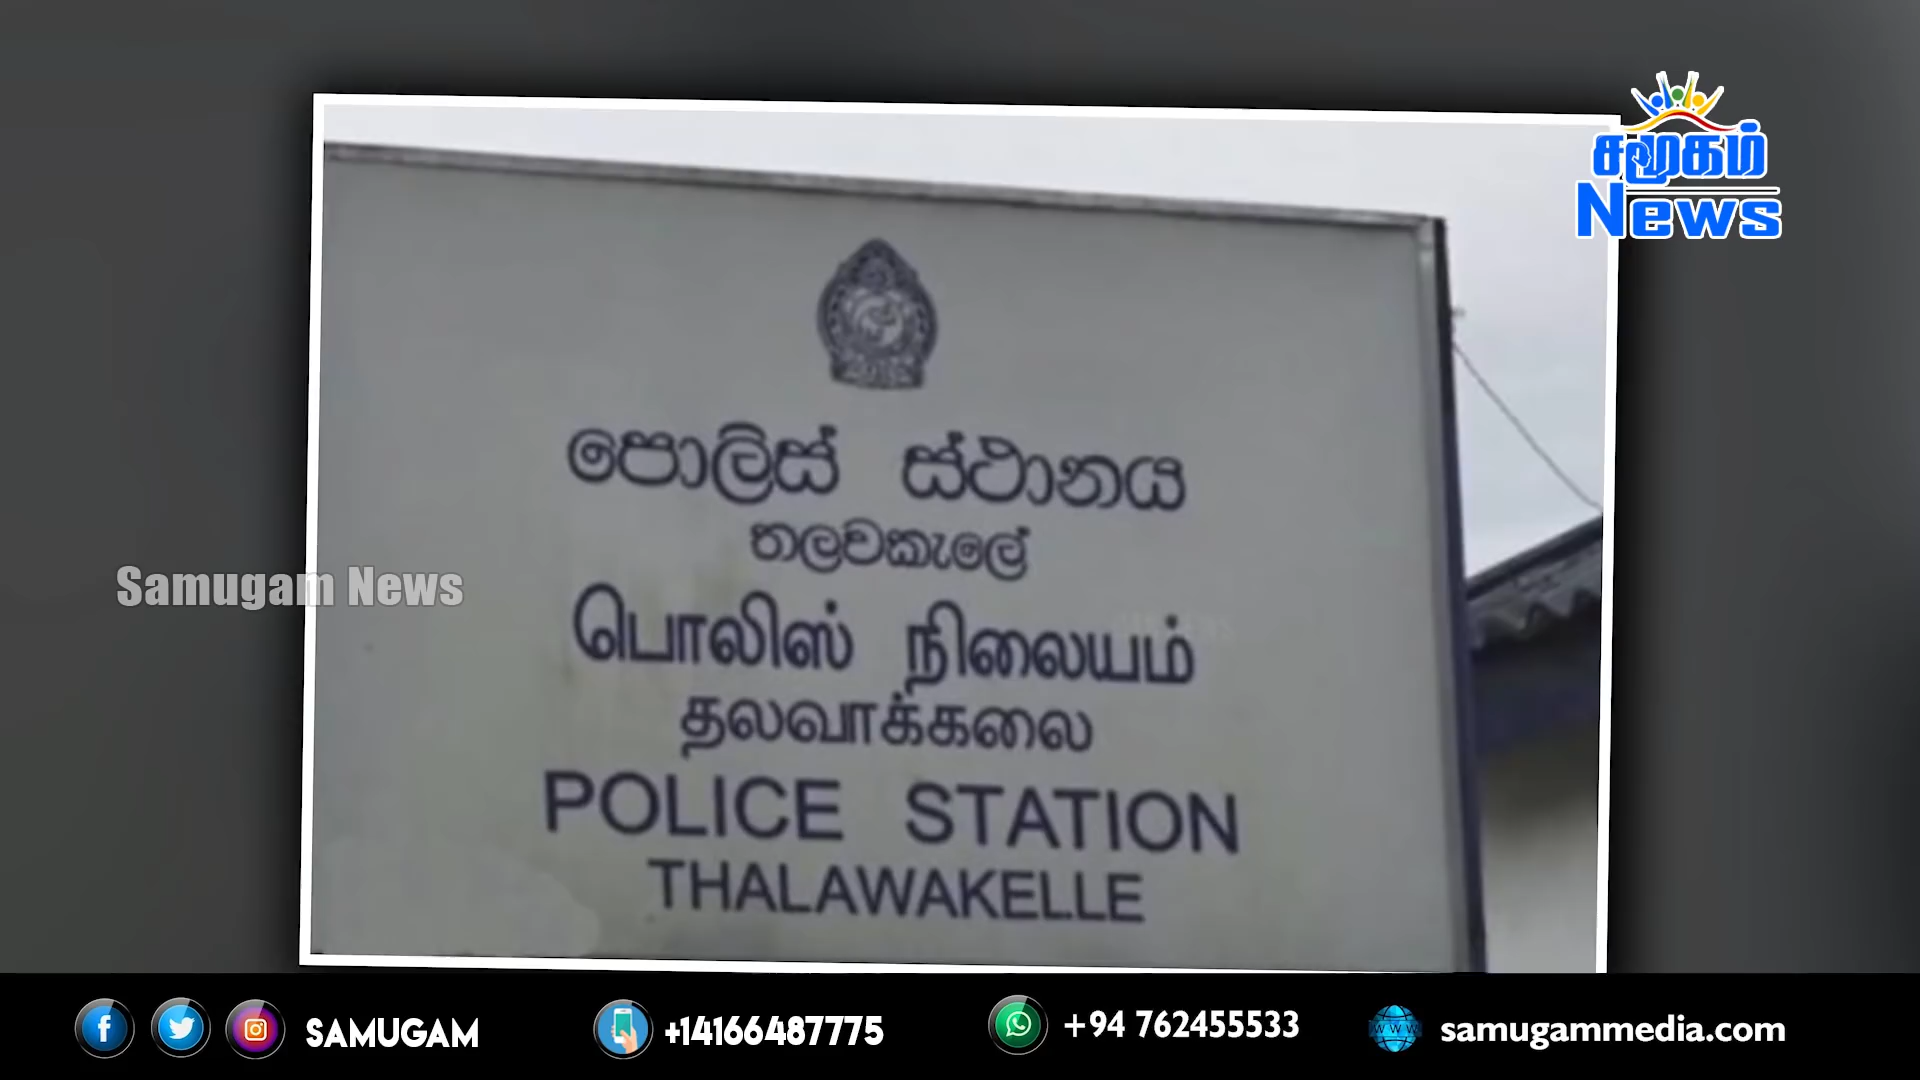 சமூகம்
News
පොලිස් ස්ථානය
තලවකැලේ
பொலிஸ் நிலையம்
தலவாக்கலை
POLICE STATION
THALAWAKELLE
Samugam News
SAMUGAM
+14166487775
+94 762455533
samugammedia.com